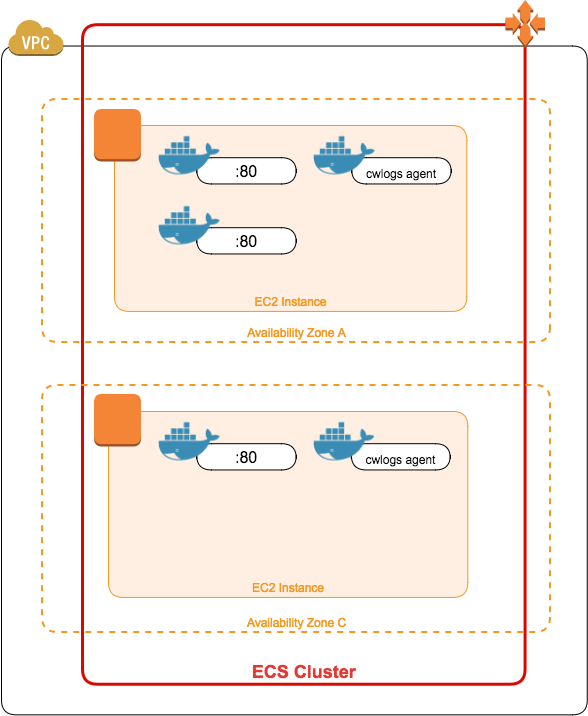 VPC
:80
cwlogs agent
:80
EC2 Instance
Availability Zone A
:80
cwlogs agent
EC2 Instance
Availability Zone C
ECS Cluster